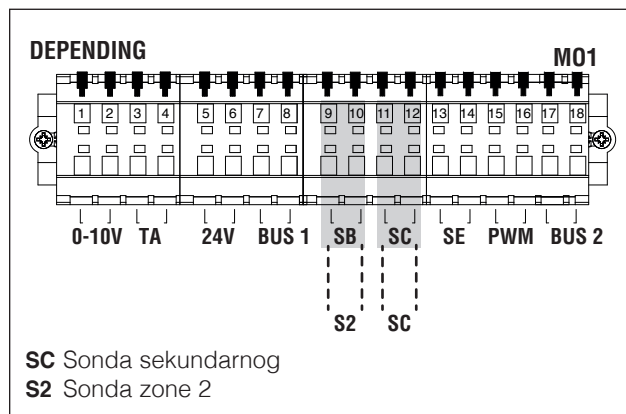 DEPENDING M01
1 2 3 4 5 6 7 8 9 10 11 12 13 14 15 16 17 18
0-10V TA 24V BUS 1 SB SC SE PWM BUS 2
S2 SC
SC Sonda sekundarnog
S2 Sonda zone 2